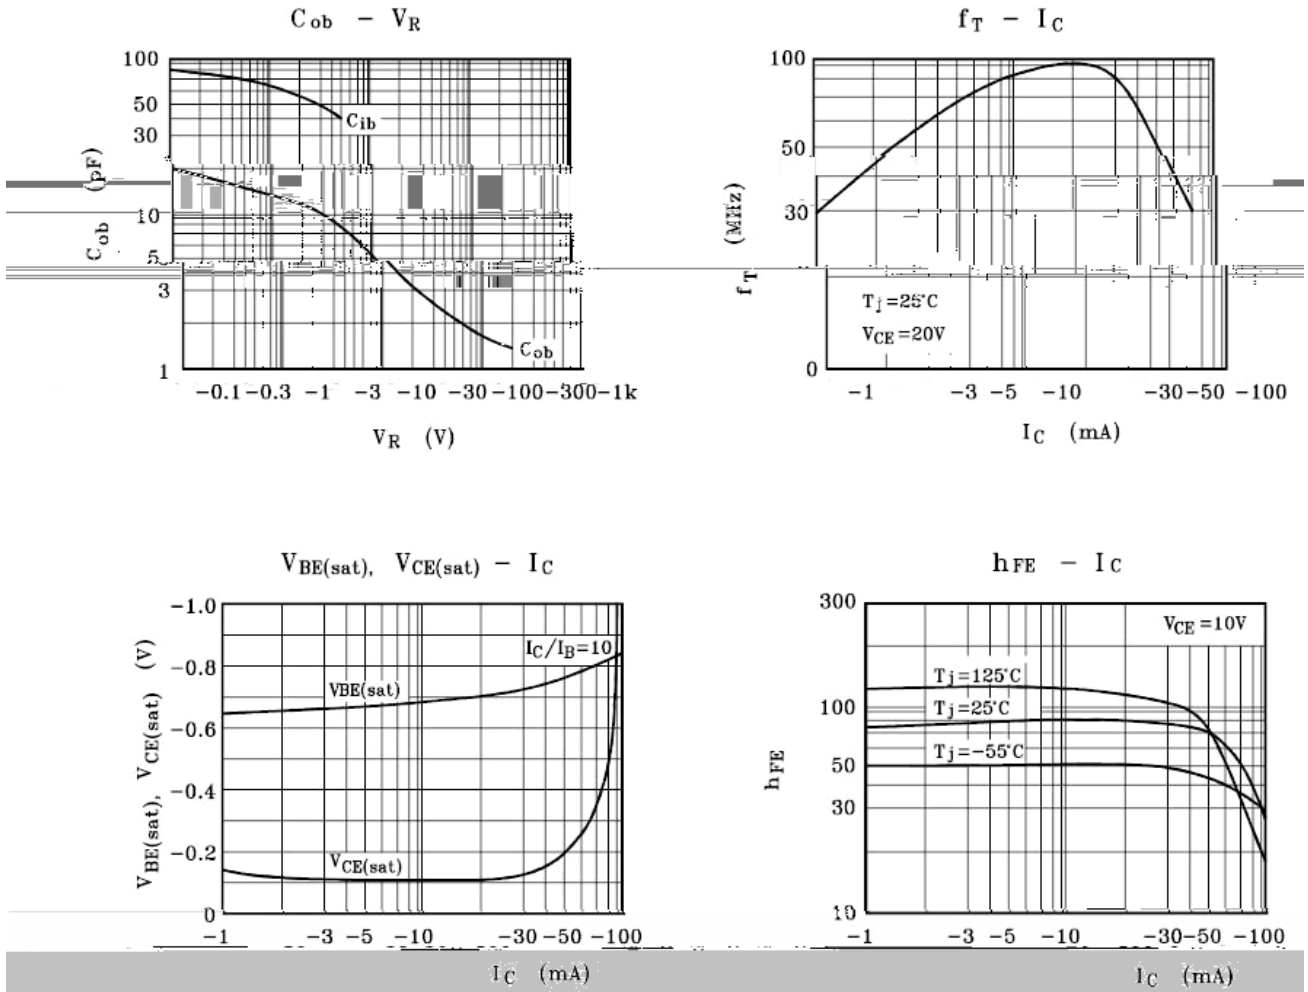 Cob – VR
100
50
30
10
5
3
1
Cob (pF)
Cib
Cob
-0.1 -0.3 -1 -3 -10 -30 -100 -300 -1k
VR (V)
fT – IC
100
50
30
0
fT (MHz)
Tj=25°C
VCE=20V
-1 -3 -5 -10 -30 -50 -100
IC (mA)
VBE(sat), VCE(sat) – IC
-1.0
-0.8
-0.6
-0.4
-0.2
0
VBE(sat), VCE(sat) (V)
IC/IB=10
VBE(sat)
VCE(sat)
-1 -3 -5 -10 -30 -100
IC (mA)
hFE – IC
300
100
50
30
10
hFE
VCE=10V
Tj=125°C
Tj=25°C
Tj=-55°C
-1 -3 -5 -10 -30 -50 -100
IC (mA)